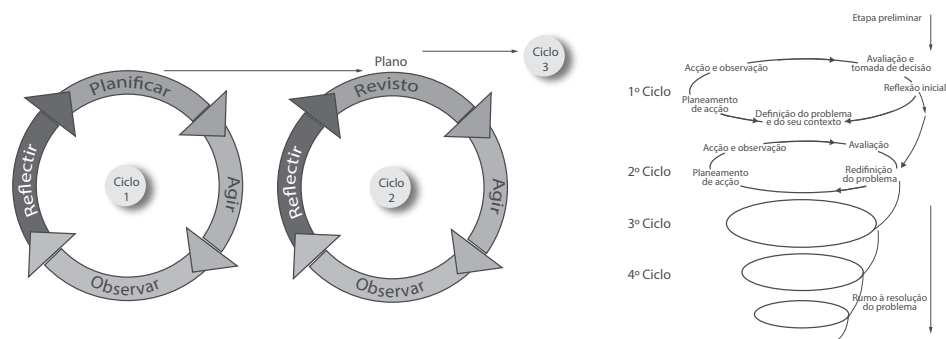 Planificar
Agir
Observar
Reflectir
Ciclo
1
Plano
Revisto
Agir
Observar
Reflectir
Ciclo
2
Ciclo
3
Etapa preliminar
1º Ciclo
Acção e observação
Avaliação e
tomada de decisão
Reflexão inicial
Planeamento
de acção
Definição do problema
e do seu contexto
2º Ciclo
Acção e observação
Avaliação
Planeamento
de acção
Redifinição
do problema
3º Ciclo
4º Ciclo
Rumo à resolução
do problema